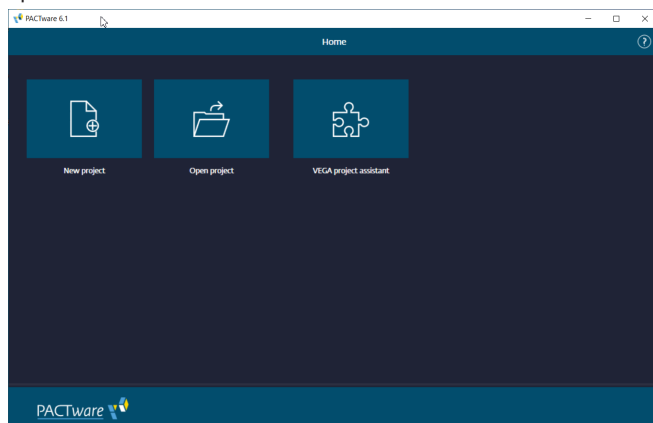 PACTware 6.1
Home
?
New project
Open project
VEGA project assistant
PACTware